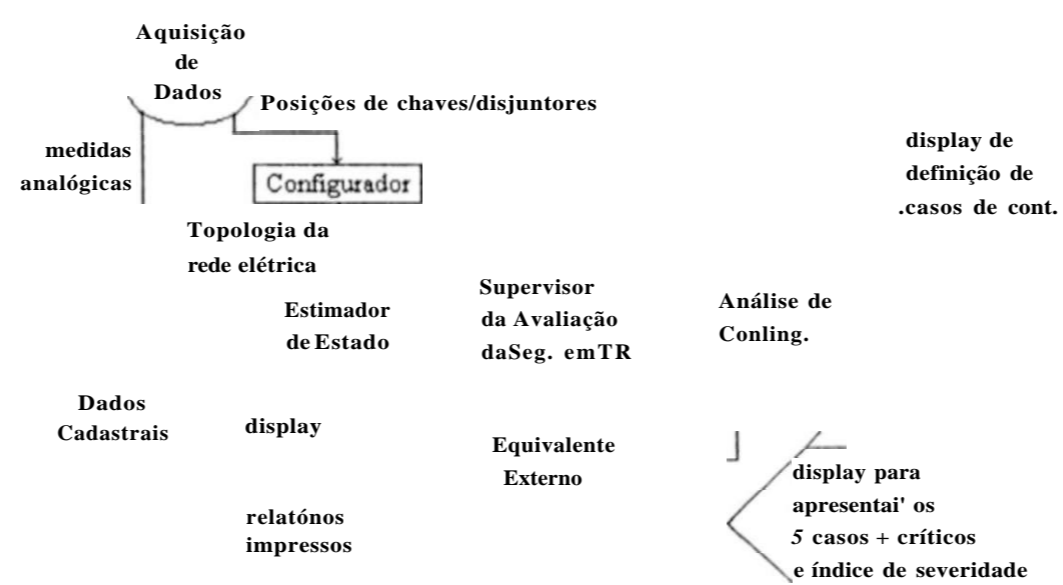 Aquisição
de
Dados
Posições de chaves/disjuntores
medidas
analógicas
Configurador
display de
definição de
.casos de cont.
Topologia da
rede elétrica
Estimador
de Estado
Supervisor
da Avaliação
daSeg. emTR
Análise de
Conling.
Dados
Cadastrais
display
Equivalente
Externo
relatónos
impressos
display para
apresentai' os
5 casos + críticos
e índice de severidade